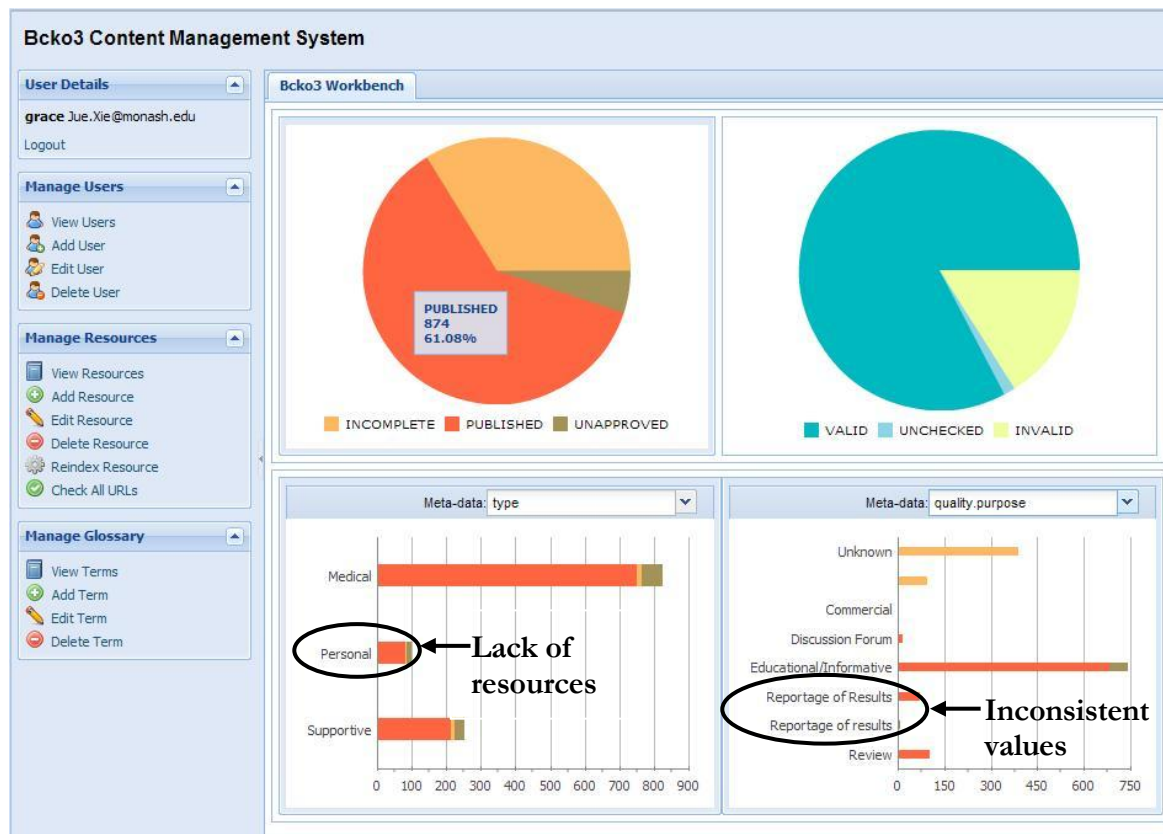 Bcko3 Content Management System
User Details
grace Jue.Xie@monash.edu
Logout
Manage Users
View Users
Add User
Edit User
Delete User
Manage Resources
View Resources
Add Resource
Edit Resource
Delete Resource
Reindex Resource
Check All URLs
Manage Glossary
View Terms
Add Term
Edit Term
Delete Term
Bcko3 Workbench
PUBLISHED
874
61.08%
INCOMPLETE PUBLISHED UNAPPROVED
VALID UNCHECKED INVALID
Meta-data: type
Medical
Personal
Supportive
Lack of
resources
0 100 200 300 400 500 600 700 800 900
Meta-data: quality.purpose
Unknown
Commercial
Discussion Forum
Educational/Informative
Reportage of Results
Reportage of results
Review
Inconsistent
values
0 150 300 450 600 750